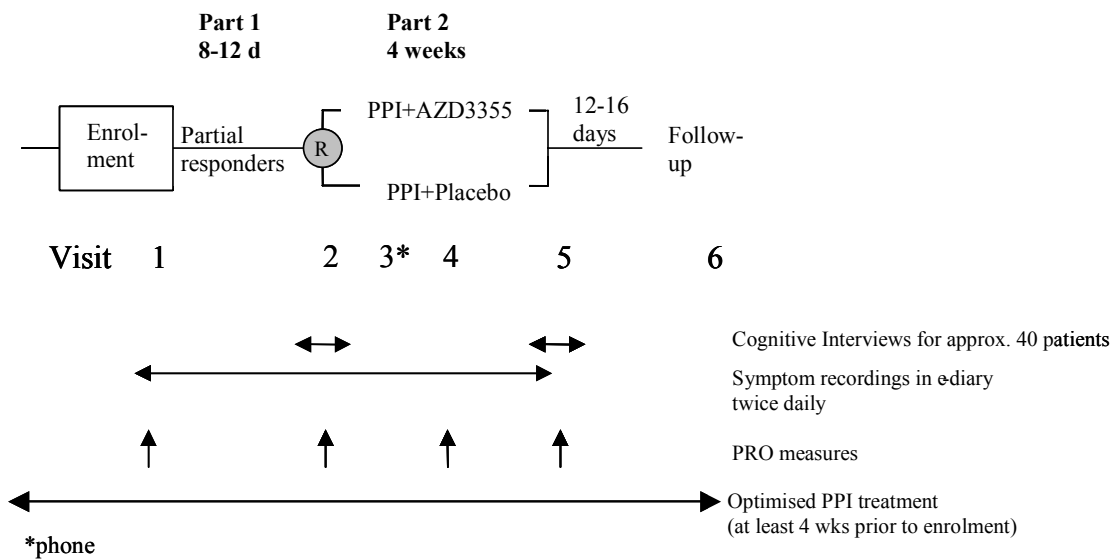 Part 1
8-12 d
Part 2
4 weeks
Enrol-
ment
Partial
responders
R
PPI+AZD3355
PPI+Placebo
12-16
days
Follow-
up
Visit 1 2 3* 4 5 6
Cognitive Interviews for approx. 40 patients
Symptom recordings in e-diary
twice daily
PRO measures
Optimised PPI treatment
(at least 4 wks prior to enrolment)
*phone